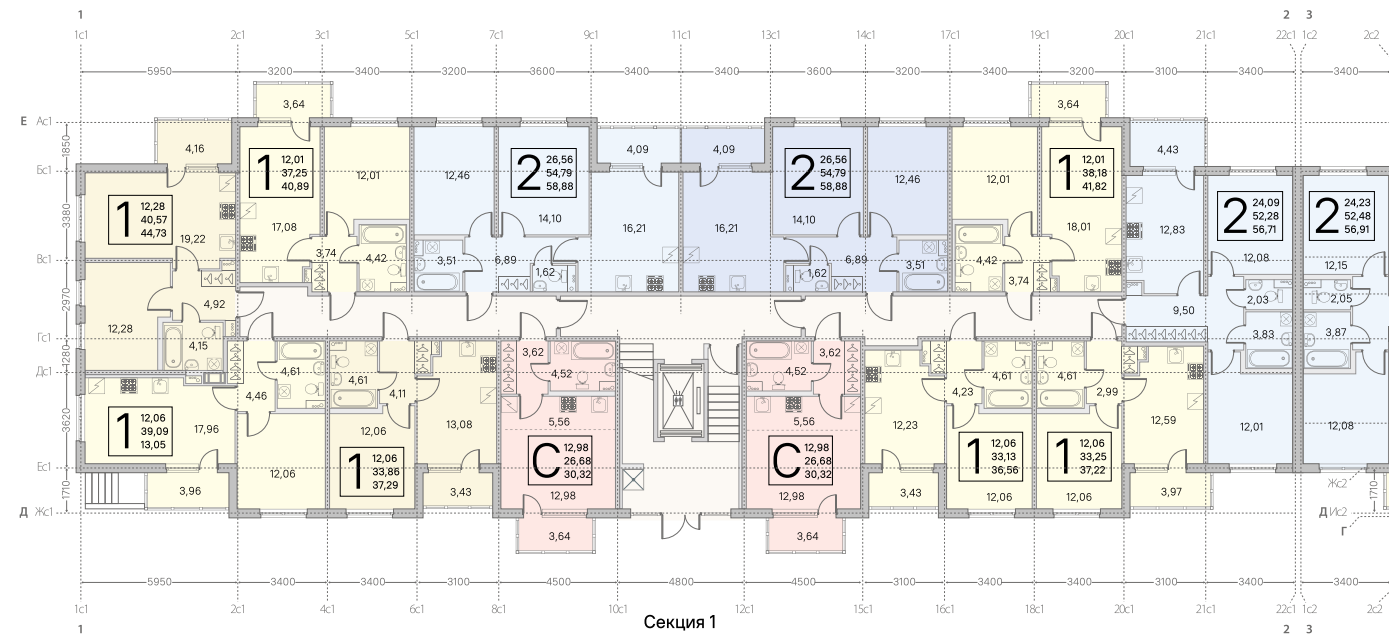 1 2 3
1с1 2с1 3с1 5с1 7с1 9с1 11с1 13с1 14с1 17с1 19с1 20с1 21с1 22с1 1с2 2с2
5950 3200 3400 3200 3600 3400 3400 3600 3200 3400 3200 3100 3400 3400
3,64 3,64
Е Ас1
1850
4,16 4,09 4,09 4,43
Бс1
1 12,01 37,25 40,89
12,01
12,46
2 26,56 54,79 58,88
2 26,56 54,79 58,88
12,46
12,01
1 12,01 38,18 41,82
3380
1 12,28 40,57 44,73
2 24,09 52,28 56,71
2 24,23 52,48 56,91
19,22 17,08 14,10 16,21 16,21 14,10 18,01 12,83
Вс1
3,74 4,42 3,51 6,89 1,62 1,62 6,89 3,51 4,42 3,74 12,08 12,15
2970
4,92 9,50 2,03 2,05
12,28
Гс1
1280
4,15 3,62 3,62 3,83 3,87
Дс1
4,61 4,61 4,52 4,52 4,61 4,61
4,46 4,11 4,23 2,99
3620
1 12,06 39,09 13,05
17,96 12,06 13,08 5,56 5,56 12,23 12,59 12,01 12,08
12,06
1 12,06 33,86 37,29
С 12,98 26,68 30,32
С 12,98 26,68 30,32
1 12,06 33,13 36,56
1 12,06 33,25 37,22
Ес1
1710
3,96 3,43 12,98 12,98 3,43 12,06 12,06 3,97
Жс2
1710
Д Жс1
Д Ис2
Г
3,64 3,64
5950 3400 3400 3100 4500 4800 4500 3100 3400 3400 3100 3400 3400
1с1 2с1 4с1 6с1 8с1 10с1 12с1 15с1 16с1 18с1 20с1 21с1 22с1 1с2 2с2
Секция 1
1 2 3